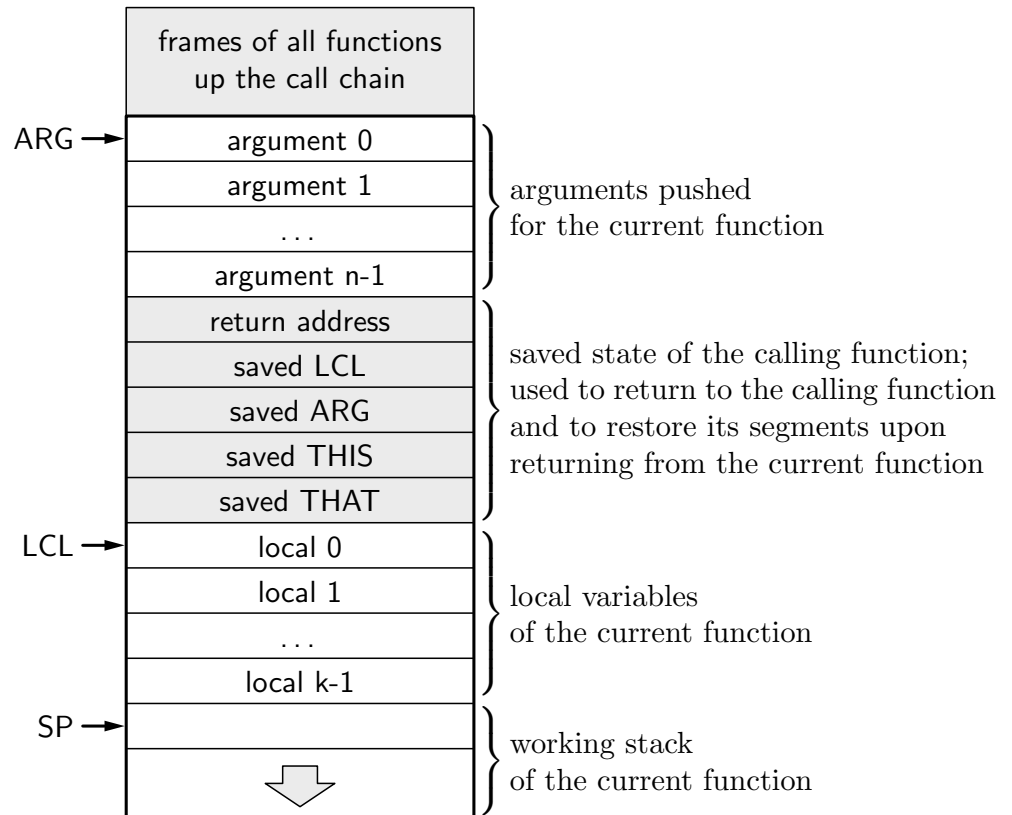 frames of all functions
up the call chain
ARG
argument 0
argument 1
. . .
argument n-1
arguments pushed
for the current function
return address
saved LCL
saved ARG
saved THIS
saved THAT
saved state of the calling function;
used to return to the calling function
and to restore its segments upon
returning from the current function
LCL
local 0
local 1
. . .
local k-1
local variables
of the current function
SP
working stack
of the current function